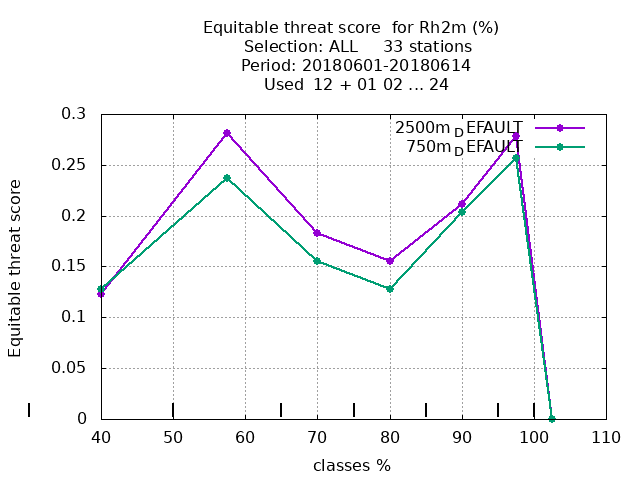 Equitable threat score  for Rh2m (%)
Selection: ALL     33 stations
Period: 20180601-20180614
Used  12 + 01 02 ... 24
2500m_DEFAULT
750m_DEFAULT
0.3
0.25
0.2
0.15
0.1
0.05
0
Equitable threat score
40 50 60 70 80 90 100 110
classes %